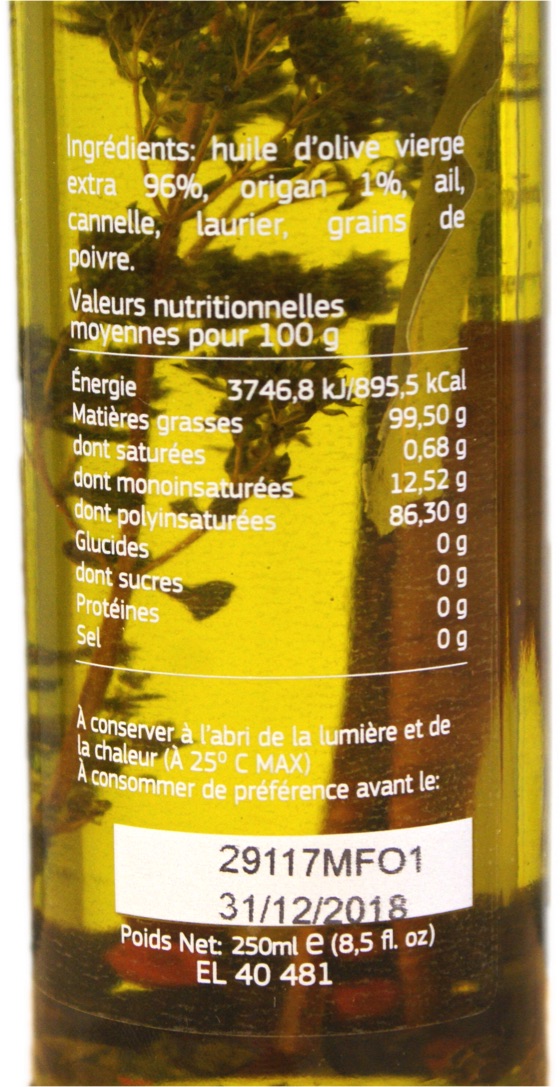 Ingrédients: huile d'olive vierge
extra 96%, origan 1%, ail,
cannelle, laurier, grains de
poivre.
Valeurs nutritionnelles
moyennes pour 100 g
Énergie 3746,8 kJ/895,5 kCal
Matières grasses 99,50 g
dont saturées 0,68 g
dont monoinsaturées 12,52 g
dont polyinsaturées 86,30 g
Glucides 0 g
dont sucres 0 g
Protéines 0 g
Sel 0 g
À conserver à l'abri de la lumière et de
la chaleur (À 25º C MAX)
À consommer de préférence avant le:
29117MFO1
31/12/2018
Poids Net: 250ml e (8,5 fl. oz)
EL 40 481